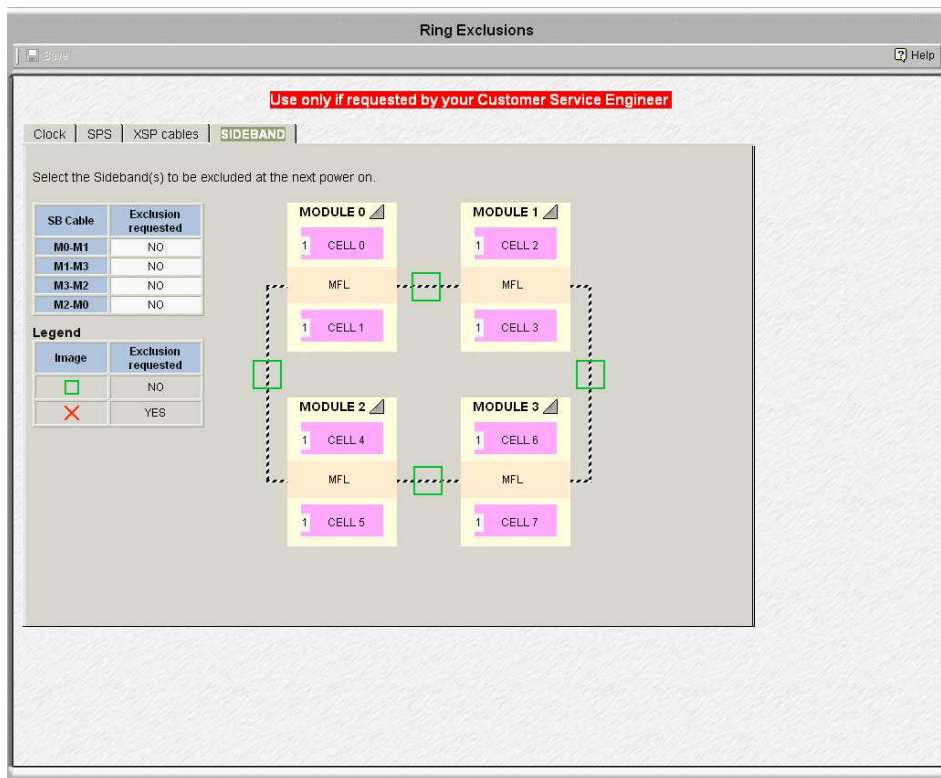 Ring Exclusions
Save
Help
Use only if requested by your Customer Service Engineer
Clock | SPS | XSP cables | SIDEBAND
Select the Sideband(s) to be excluded at the next power on.
SB Cable Exclusion requested
M0-M1 NO
M1-M3 NO
M3-M2 NO
M2-M0 NO
Legend
Image Exclusion requested
NO
YES
MODULE 0
1 CELL 0
MFL
1 CELL 1
MODULE 1
1 CELL 2
MFL
1 CELL 3
MODULE 2
1 CELL 4
MFL
1 CELL 5
MODULE 3
1 CELL 6
MFL
1 CELL 7